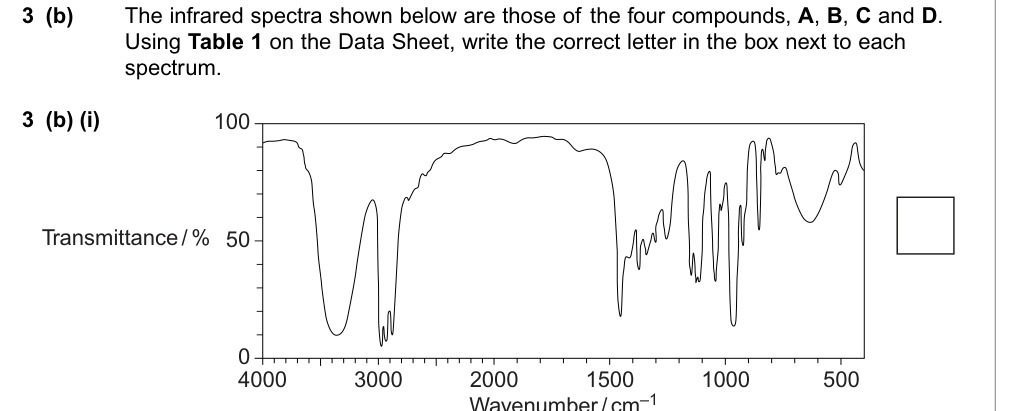 3 (b) The infrared spectra shown below are those of the four compounds, A, B, C and D.
Using Table 1 on the Data Sheet, write the correct letter in the box next to each
spectrum.
3 (b) (i)
100
Transmittance / %
50
0
4000 3000 2000 1500 1000 500
Wavenumber / cm⁻¹